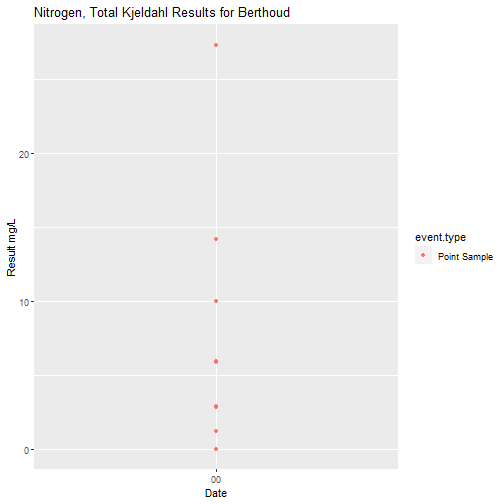 Nitrogen, Total Kjeldahl Results for Berthoud
Result mg/L
20
10
0
00
Date
event.type
Point Sample